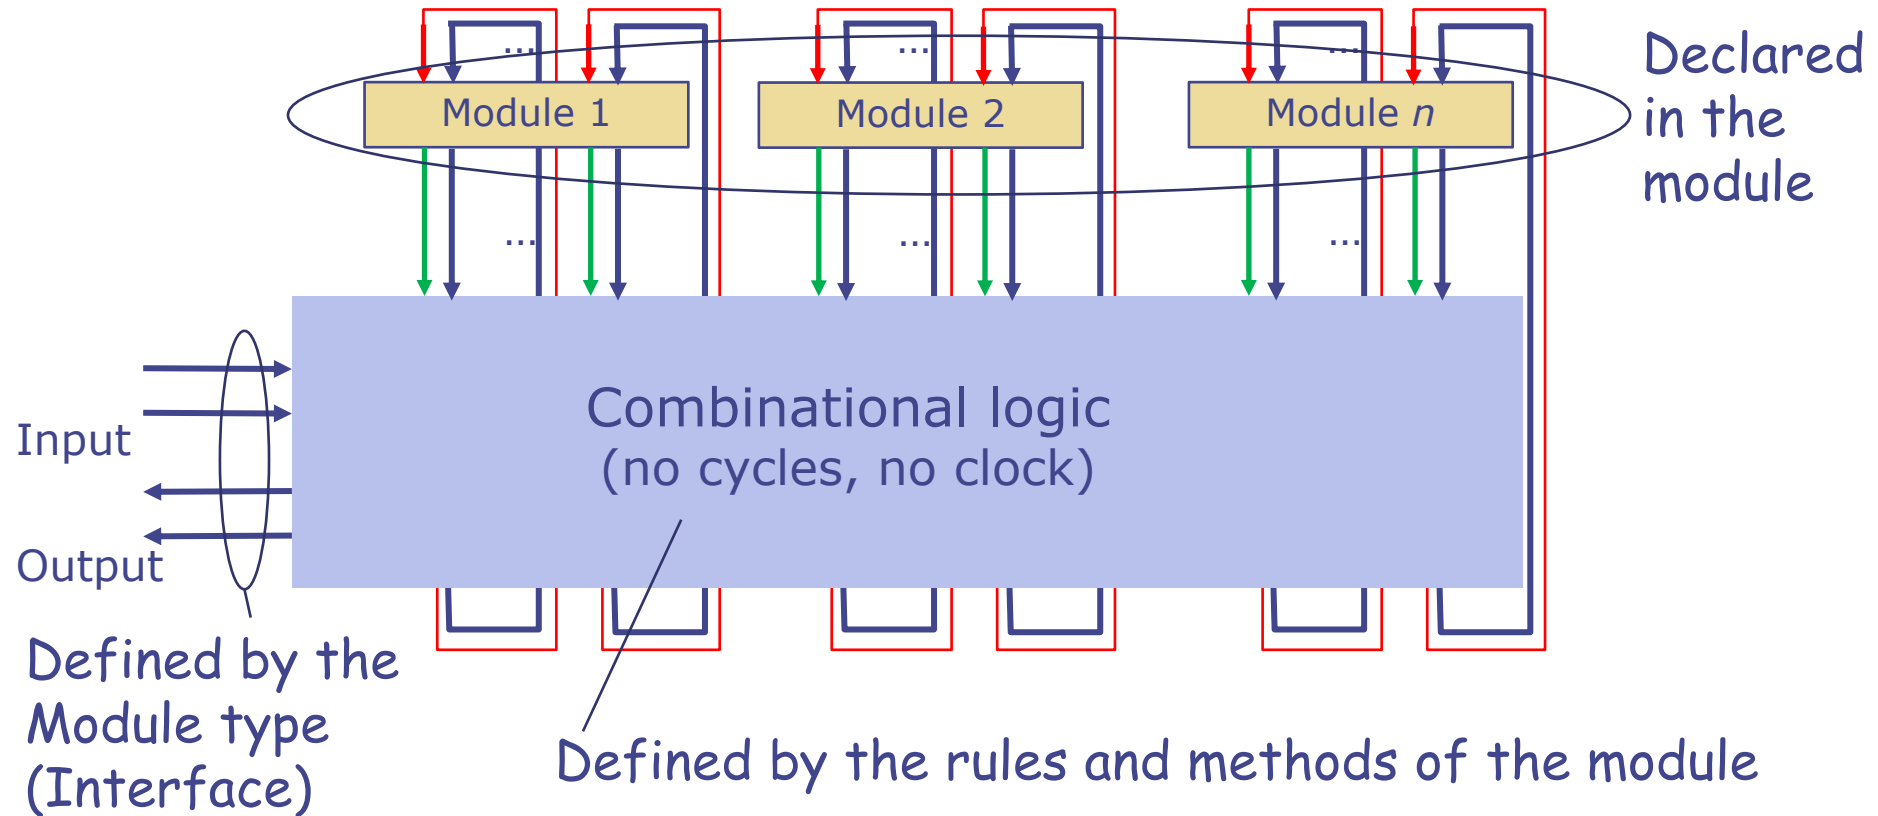 ... ... ...
Module 1
Module 2
Module n
Declared
in the
module
... ... ...
Combinational logic
(no cycles, no clock)
Input
Output
Defined by the
Module type
(Interface)
Defined by the rules and methods of the module